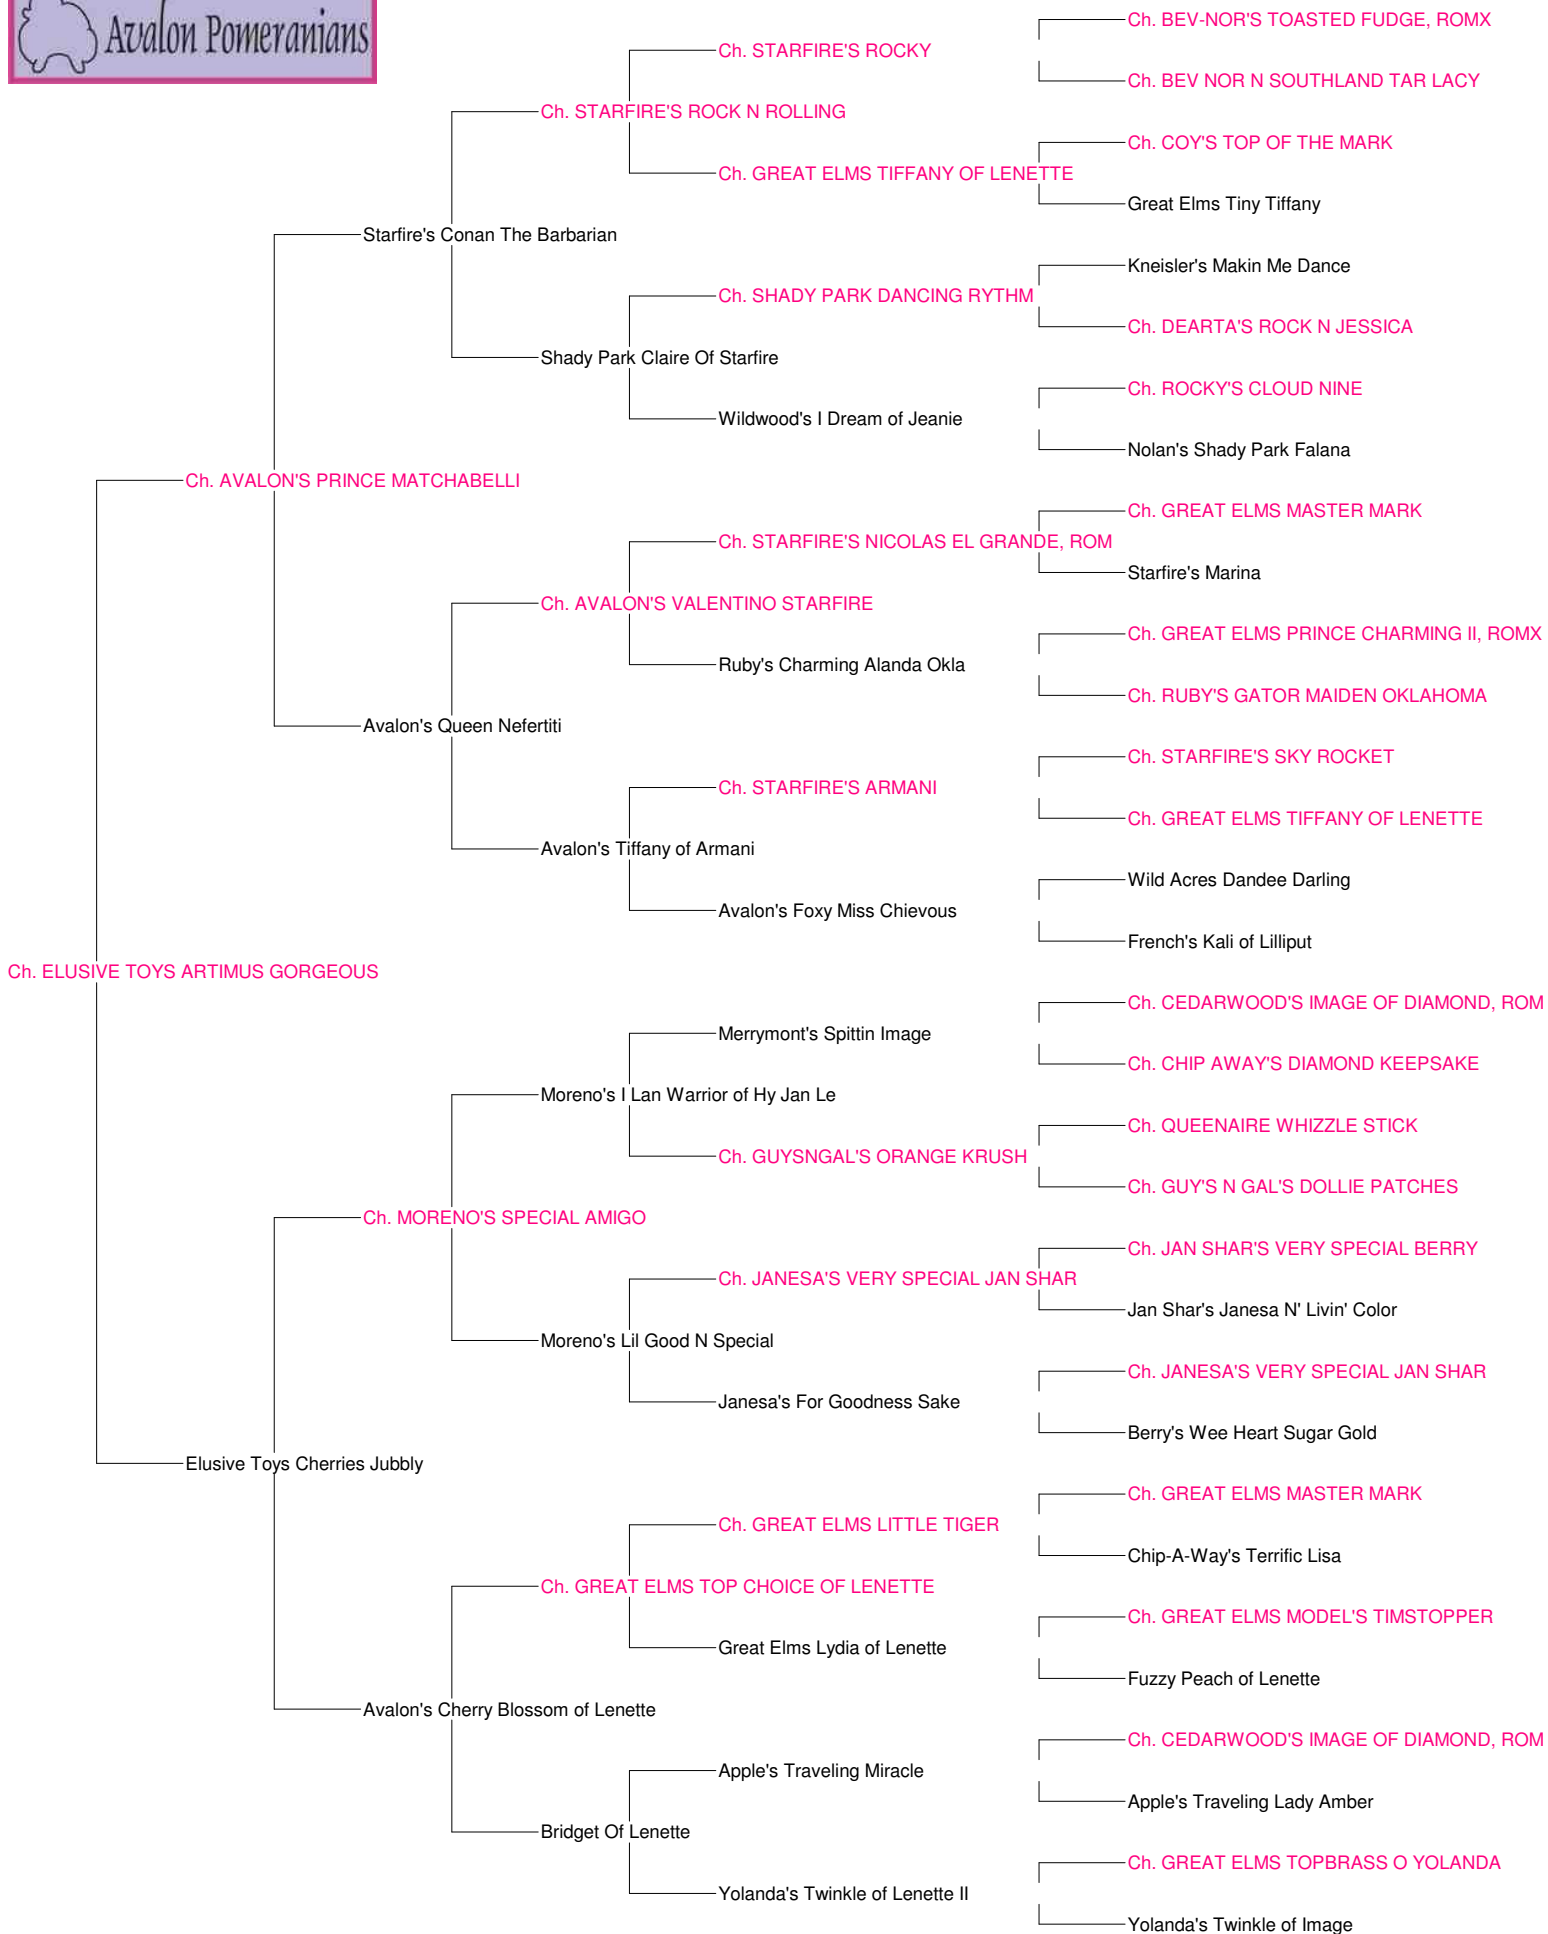 Avalon Pomeranians
Ch. BEV-NOR'S TOASTED FUDGE, ROMX
Ch. STARFIRE'S ROCKY
Ch. BEV NOR N SOUTHLAND TAR LACY
Ch. STARFIRE'S ROCK N ROLLING
Ch. COY'S TOP OF THE MARK
Ch. GREAT ELMS TIFFANY OF LENETTE
Great Elms Tiny Tiffany
Starfire's Conan The Barbarian
Kneisler's Makin Me Dance
Ch. SHADY PARK DANCING RYTHM
Ch. DEARTA'S ROCK N JESSICA
Shady Park Claire Of Starfire
Ch. ROCKY'S CLOUD NINE
Wildwood's I Dream of Jeanie
Nolan's Shady Park Falana
Ch. AVALON'S PRINCE MATCHABELLI
Ch. GREAT ELMS MASTER MARK
Ch. STARFIRE'S NICOLAS EL GRANDE, ROM
Starfire's Marina
Ch. AVALON'S VALENTINO STARFIRE
Ch. GREAT ELMS PRINCE CHARMING II, ROMX
Ruby's Charming Alanda Okla
Ch. RUBY'S GATOR MAIDEN OKLAHOMA
Avalon's Queen Nefertiti
Ch. STARFIRE'S SKY ROCKET
Ch. STARFIRE'S ARMANI
Ch. GREAT ELMS TIFFANY OF LENETTE
Avalon's Tiffany of Armani
Wild Acres Dandee Darling
Avalon's Foxy Miss Chievous
French's Kali of Lilliput
Ch. ELUSIVE TOYS ARTIMUS GORGEOUS
Ch. CEDARWOOD'S IMAGE OF DIAMOND, ROM
Merrymont's Spittin Image
Ch. CHIP AWAY'S DIAMOND KEEPSAKE
Moreno's I Lan Warrior of Hy Jan Le
Ch. QUEENAIRE WHIZZLE STICK
Ch. GUYSNGAL'S ORANGE KRUSH
Ch. GUY'S N GAL'S DOLLIE PATCHES
Ch. MORENO'S SPECIAL AMIGO
Ch. JAN SHAR'S VERY SPECIAL BERRY
Ch. JANESA'S VERY SPECIAL JAN SHAR
Jan Shar's Janesa N' Livin' Color
Moreno's Lil Good N Special
Ch. JANESA'S VERY SPECIAL JAN SHAR
Janesa's For Goodness Sake
Berry's Wee Heart Sugar Gold
Elusive Toys Cherries Jubbly
Ch. GREAT ELMS MASTER MARK
Ch. GREAT ELMS LITTLE TIGER
Chip-A-Way's Terrific Lisa
Ch. GREAT ELMS TOP CHOICE OF LENETTE
Ch. GREAT ELMS MODEL'S TIMSTOPPER
Great Elms Lydia of Lenette
Fuzzy Peach of Lenette
Avalon's Cherry Blossom of Lenette
Ch. CEDARWOOD'S IMAGE OF DIAMOND, ROM
Apple's Traveling Miracle
Apple's Traveling Lady Amber
Bridget Of Lenette
Ch. GREAT ELMS TOPBRASS O YOLANDA
Yolanda's Twinkle of Lenette II
Yolanda's Twinkle of Image